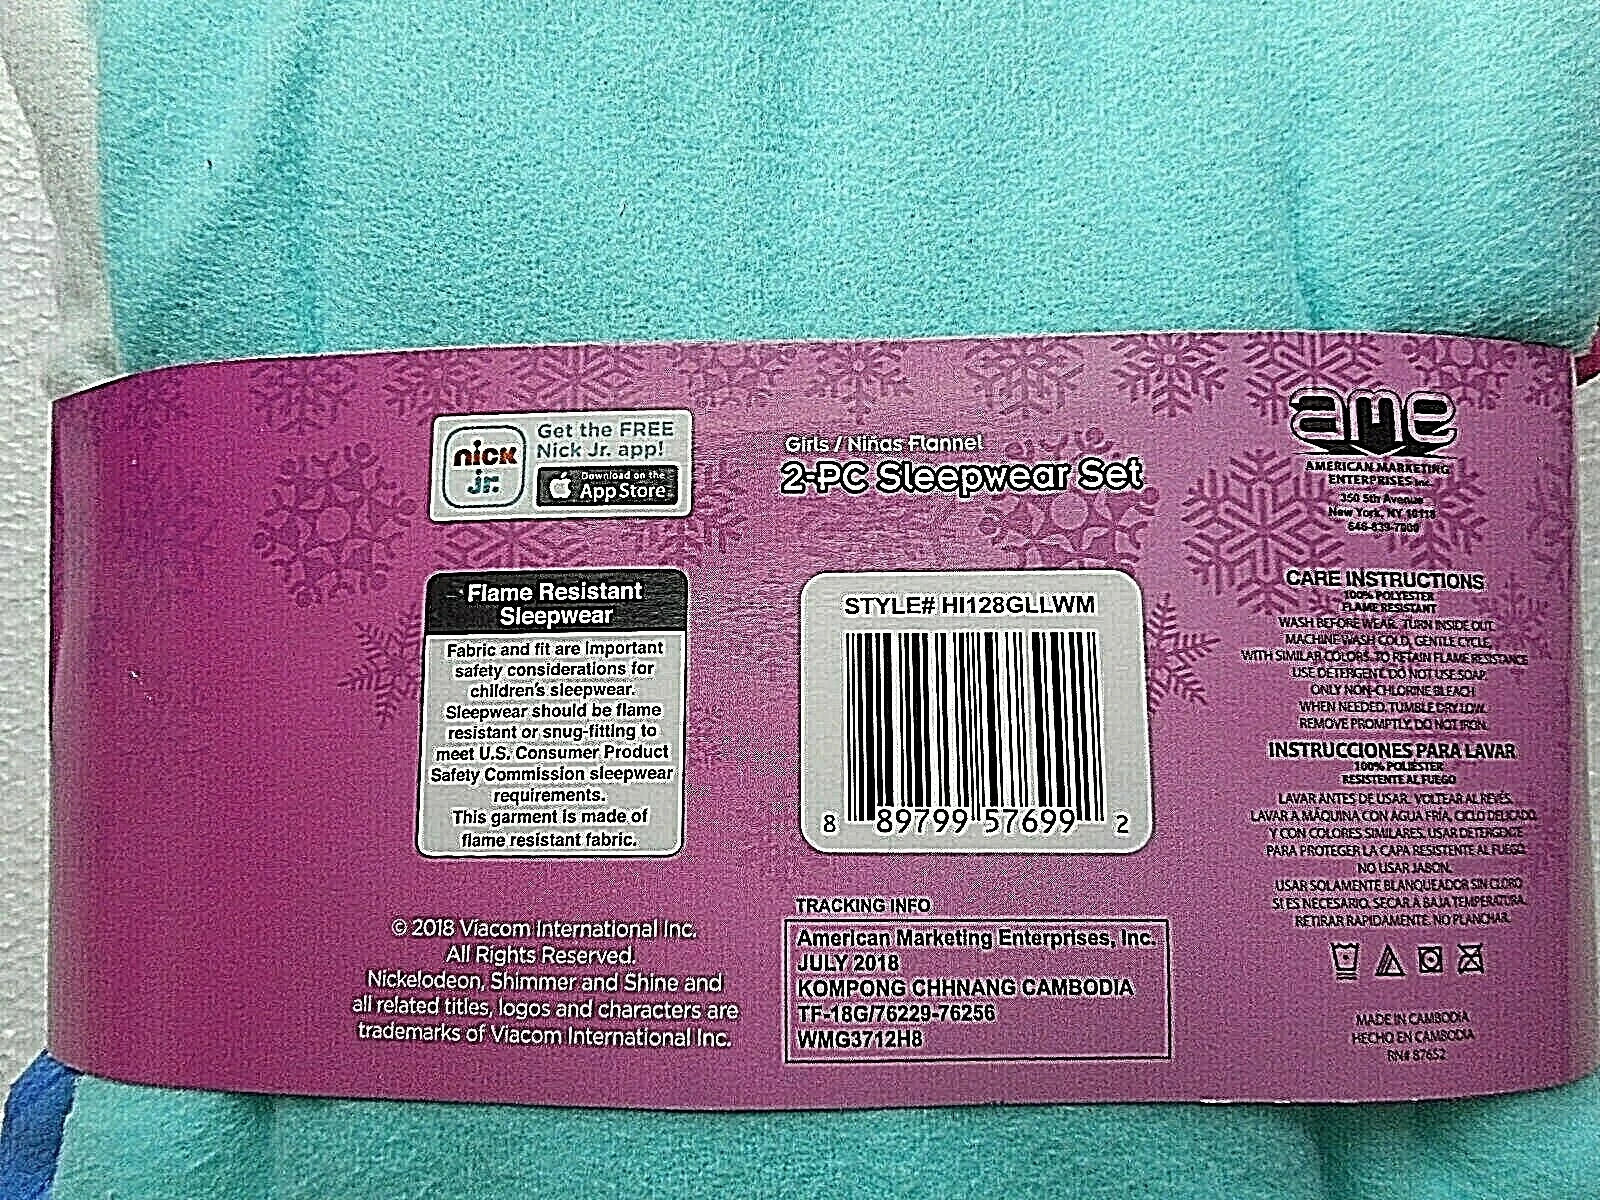 nick jr.
Get the FREE
Nick Jr. app!
Download on the
App Store
Flame Resistant
Sleepwear
Fabric and fit are important
safety considerations for
children's sleepwear.
Sleepwear should be flame
resistant or snug-fitting to
meet U.S. Consumer Product
Safety Commission sleepwear
requirements.
This garment is made of
flame resistant fabric.
© 2018 Viacom International Inc.
All Rights Reserved.
Nickelodeon, Shimmer and Shine and
all related titles, logos and characters are
trademarks of Viacom International Inc.
Girls / Niñas Flannel
2-PC Sleepwear Set
STYLE# HI128GLLWM
8 89799 57699 2
TRACKING INFO
American Marketing Enterprises, Inc.
JULY 2018
KOMPONG CHHNANG CAMBODIA
TF-18G/76229-76256
WMG3712H8
ame
AMERICAN MARKETING
ENTERPRISES Inc.
350 5th Avenue
New York, NY 10118
646-839-7000
CARE INSTRUCTIONS
100% POLYESTER
FLAME RESISTANT
WASH BEFORE WEAR. TURN INSIDE OUT.
MACHINE WASH COLD, GENTLE CYCLE,
WITH SIMILAR COLORS. TO RETAIN FLAME RESISTANCE
USE DETERGENT. DO NOT USE SOAP.
ONLY NON-CHLORINE BLEACH
WHEN NEEDED. TUMBLE DRY LOW.
REMOVE PROMPTLY. DO NOT IRON.
INSTRUCCIONES PARA LAVAR
100% POLIÉSTER
RESISTENTE AL FUEGO
LAVAR ANTES DE USAR. VOLTEAR AL REVÉS.
LAVAR A MÁQUINA CON AGUA FRÍA, CICLO DELICADO,
Y CON COLORES SIMILARES. USAR DETERGENTE
PARA PROTEGER LA CAPA RESISTENTE AL FUEGO.
NO USAR JABON.
USAR SOLAMENTE BLANQUEADOR SIN CLORO
SI ES NECESARIO. SECAR A BAJA TEMPERATURA.
RETIRAR RAPIDAMENTE. NO PLANCHAR.
MADE IN CAMBODIA
HECHO EN CAMBODIA
RN# 87652